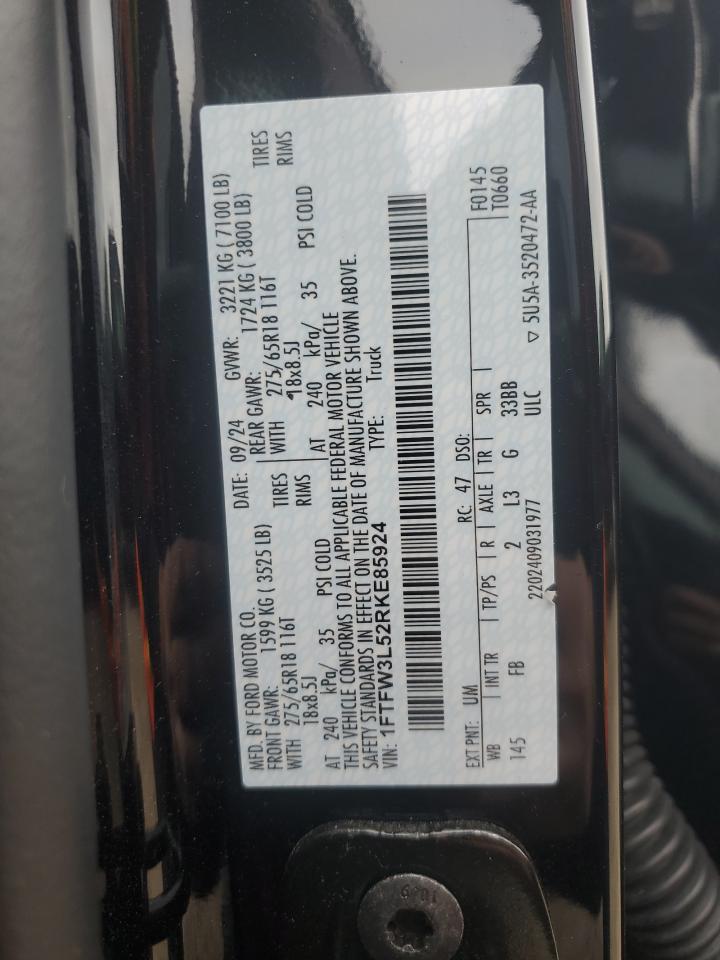 MFD. BY FORD MOTOR CO.
DATE: 09/24 GVWR: 3221 KG ( 7100 LB)
FRONT GAWR: 1599 KG ( 3525 LB) REAR GAWR: 1724 KG ( 3800 LB)
WITH 275/65R18 116T TIRES WITH 275/65R18 116T TIRES
18x8.5J RIMS 18x8.5J RIMS
AT 240 kPa/ 35 PSI COLD AT 240 kPa/ 35 PSI COLD
THIS VEHICLE CONFORMS TO ALL APPLICABLE FEDERAL MOTOR VEHICLE
SAFETY STANDARDS IN EFFECT ON THE DATE OF MANUFACTURE SHOWN ABOVE.
VIN: 1FTFW3L52RKE85924 TYPE: Truck
EXT PNT: UM RC: 47 DSO: F0145
WB INT TR TP/PS R AXLE TR SPR T0660
145 FB 2 L3 G 33BB
2202409031977 ULC ▽ 5U5A-3520472-AA
10.9